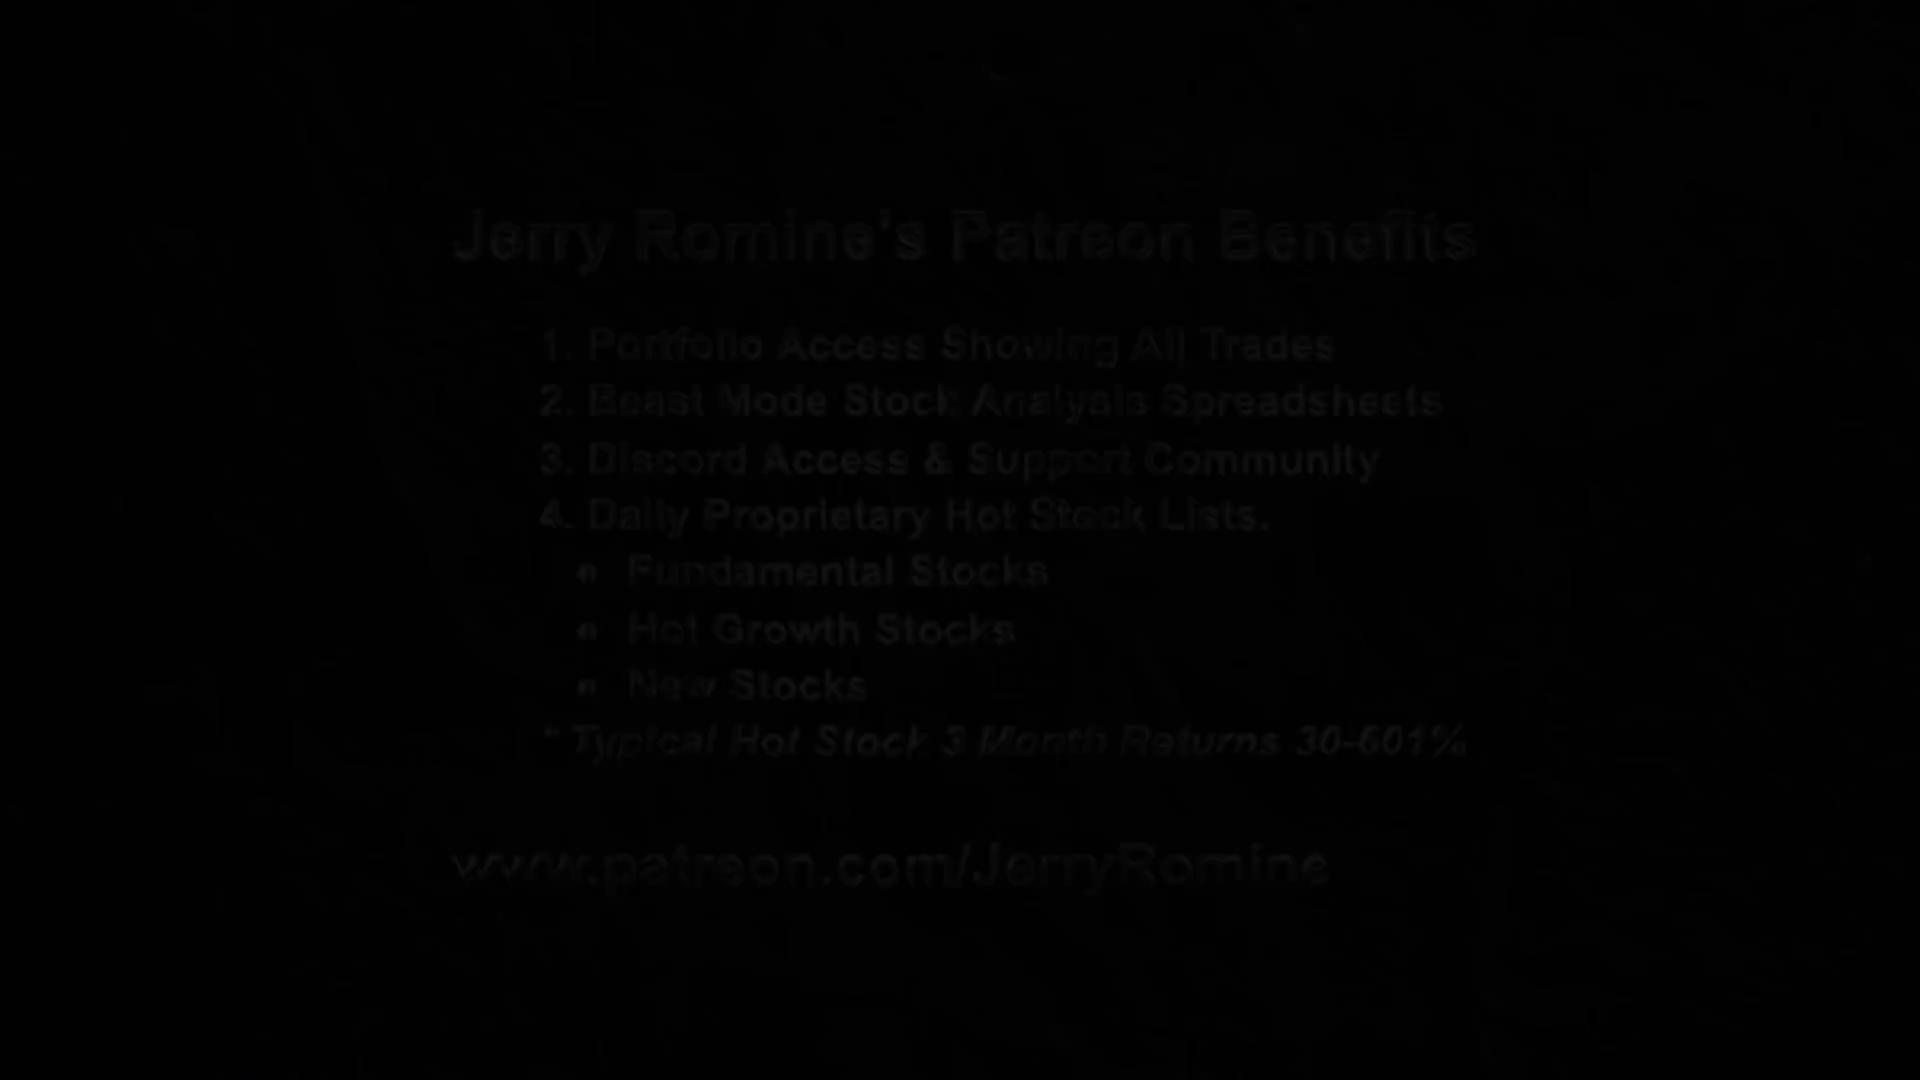 Jerry Romine's Patreon Benefits
1. Portfolio Access Showing All Trades
2. Beast Mode Stock Analysis Spreadsheets
3. Discord Access & Support Community
4. Daily Proprietary Hot Stock Lists.
• Fundamental Stocks
• Hot Growth Stocks
• New Stocks
* Typical Hot Stock 3 Month Returns 30-601%
www.patreon.com/JerryRomine